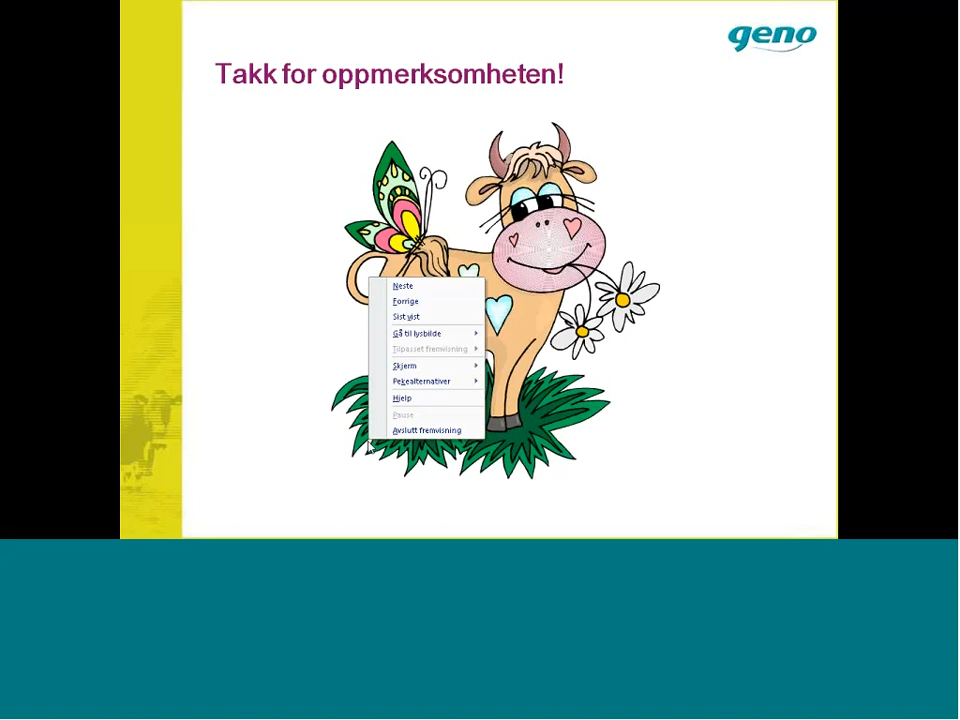 geno
Takk for oppmerksomheten!
Neste
Forrige
Sist vist
Gå til lysbilde
Tilpasset fremvisning
Skjerm
Pekealternativer
Hjelp
Pause
Avslutt fremvisning